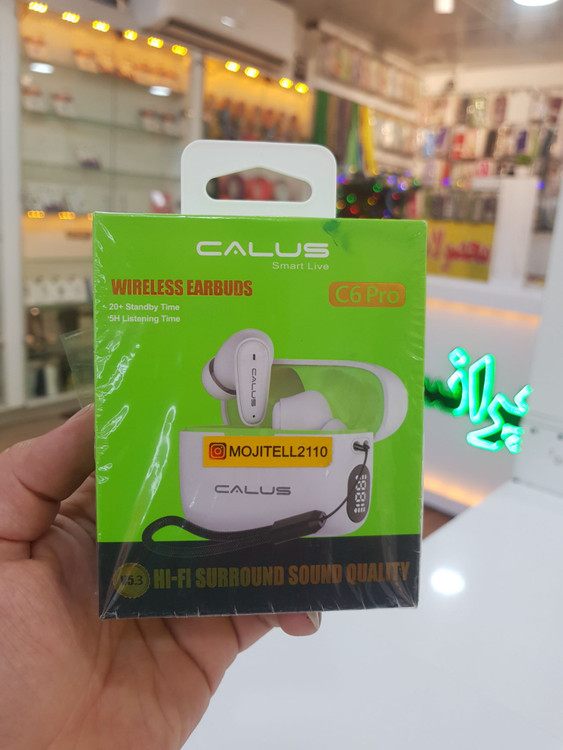 CALUS
Smart Live
WIRELESS EARBUDS
C6 Pro
20+ Standby Time
5H Listening Time
CALUS
MOJITELL2110
CALUS
V5.3
HI-FI SURROUND SOUND QUALITY